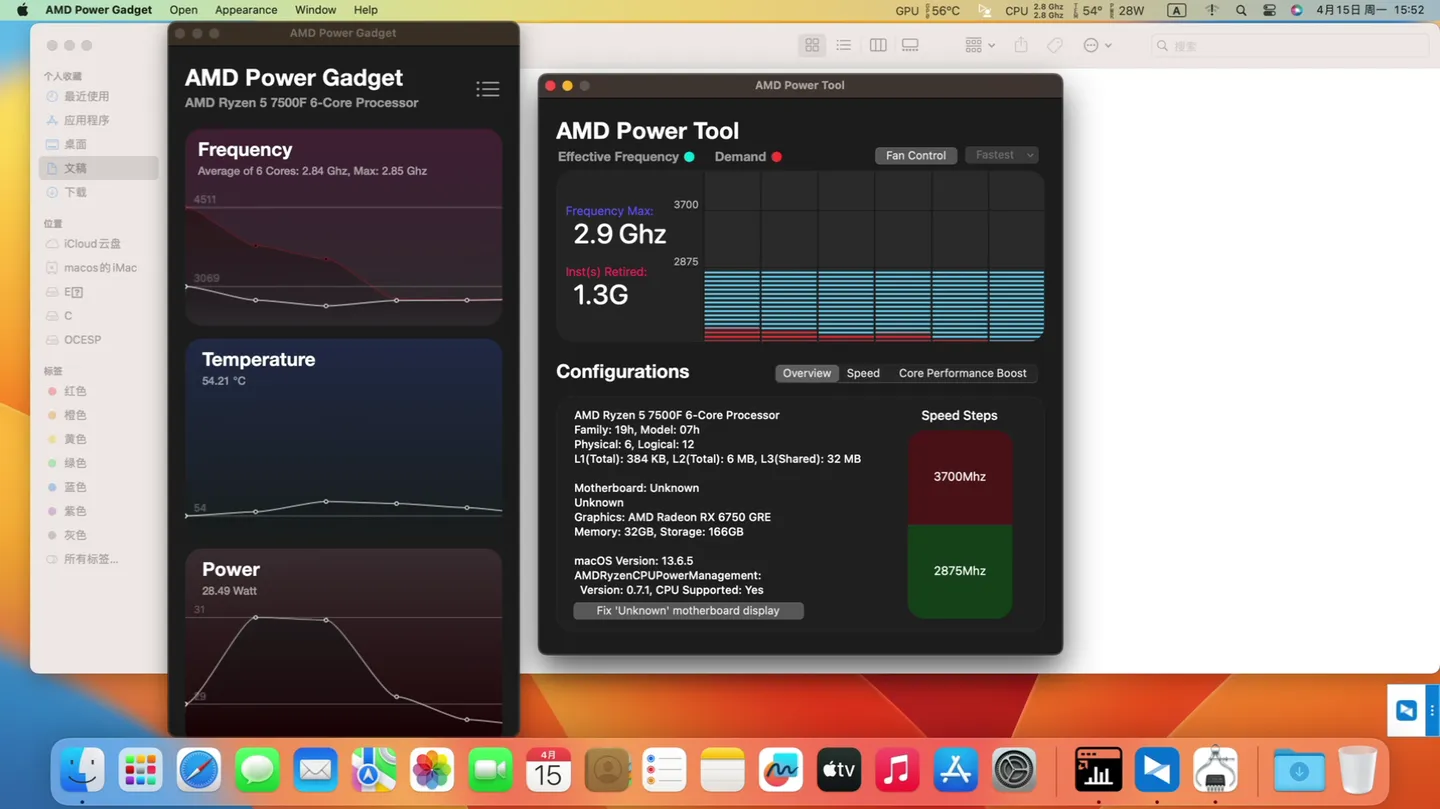 AMD Power Gadget Open Appearance Window Help
GPU 56°C CPU 2.8 Ghz 2.8 Ghz 54° 28W A 4月15日 周一 15:52
搜索
个人收藏
最近使用
应用程序
桌面
文稿
下载
位置
iCloud云盘
macos的iMac
E
C
OCESP
标签
红色
橙色
黄色
绿色
蓝色
紫色
灰色
所有标签...
AMD Power Gadget
AMD Power Gadget
AMD Ryzen 5 7500F 6-Core Processor
Frequency
Average of 6 Cores: 2.84 Ghz, Max: 2.85 Ghz
4511
3069
Temperature
54.21 °C
54
Power
28.49 Watt
31
29
AMD Power Tool
AMD Power Tool
Effective Frequency Demand Fan Control Fastest
Frequency Max:
2.9 Ghz
Inst(s) Retired:
1.3G
3700
2875
Configurations Overview Speed Core Performance Boost
AMD Ryzen 5 7500F 6-Core Processor
Family: 19h, Model: 07h
Physical: 6, Logical: 12
L1(Total): 384 KB, L2(Total): 6 MB, L3(Shared): 32 MB
Motherboard: Unknown
Unknown
Graphics: AMD Radeon RX 6750 GRE
Memory: 32GB, Storage: 166GB
macOS Version: 13.6.5
AMDRyzenCPUPowerManagement:
Version: 0.7.1, CPU Supported: Yes
Fix 'Unknown' motherboard display
Speed Steps
3700Mhz
2875Mhz
4月
15
tv